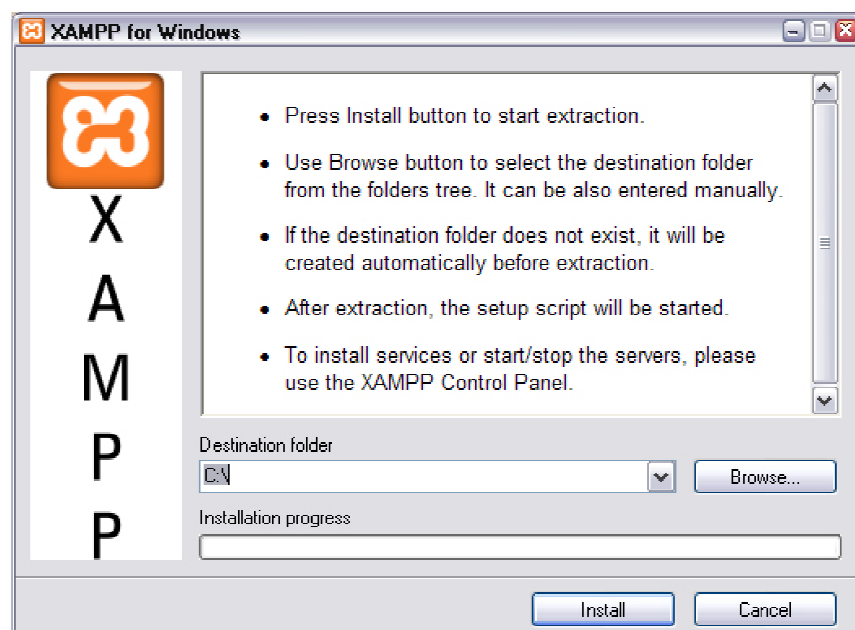 XAMPP for Windows
X
A
M
P
P
• Press Install button to start extraction.
• Use Browse button to select the destination folder
from the folders tree. It can be also entered manually.
• If the destination folder does not exist, it will be
created automatically before extraction.
• After extraction, the setup script will be started.
• To install services or start/stop the servers, please
use the XAMPP Control Panel.
Destination folder
C:\
Browse...
Installation progress
Install
Cancel